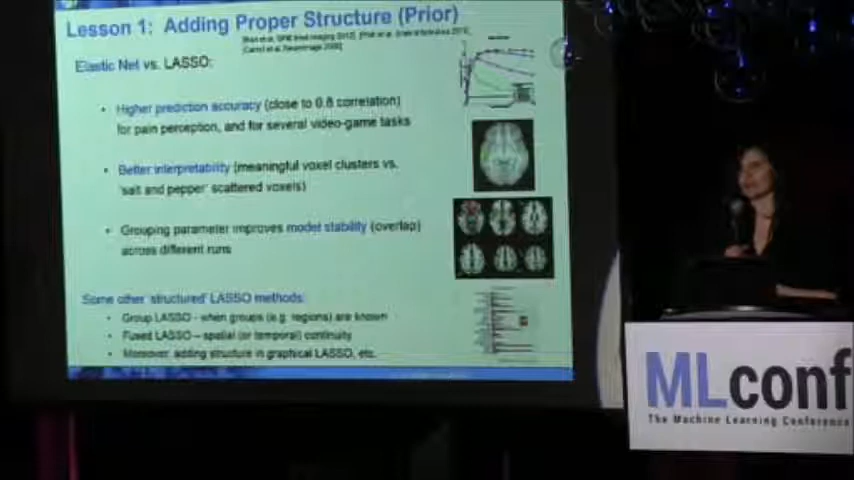 Lesson 1: Adding Proper Structure (Prior)
Elastic Net vs. LASSO:
• Higher prediction accuracy (close to 0.8 correlation)
for pain perception, and for several video-game tasks
• Better interpretability (meaningful voxel clusters vs.
'salt and pepper' scattered voxels)
• Grouping parameter improves model stability (overlap)
across different runs
Some other 'structured' LASSO methods:
• Group LASSO - when groups (e.g. regions) are known
• Fused LASSO – spatial (or temporal) continuity
• Moreover, adding structure in graphical LASSO, etc.
MLconf
The Machine Learning Conference